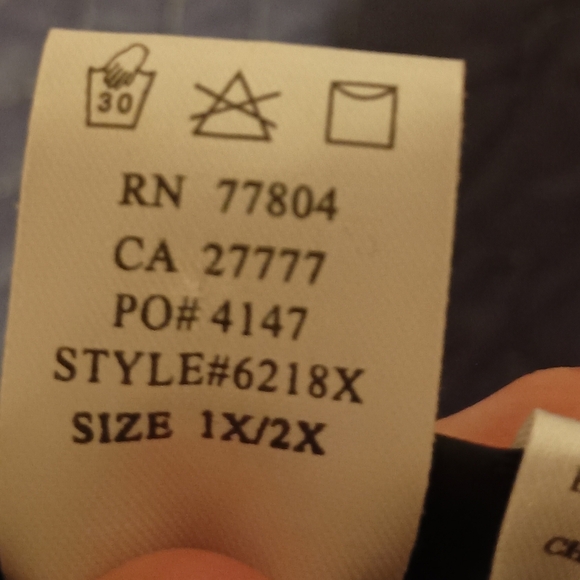 30
RN 77804
CA 27777
PO# 4147
STYLE#6218X
SIZE 1X/2X